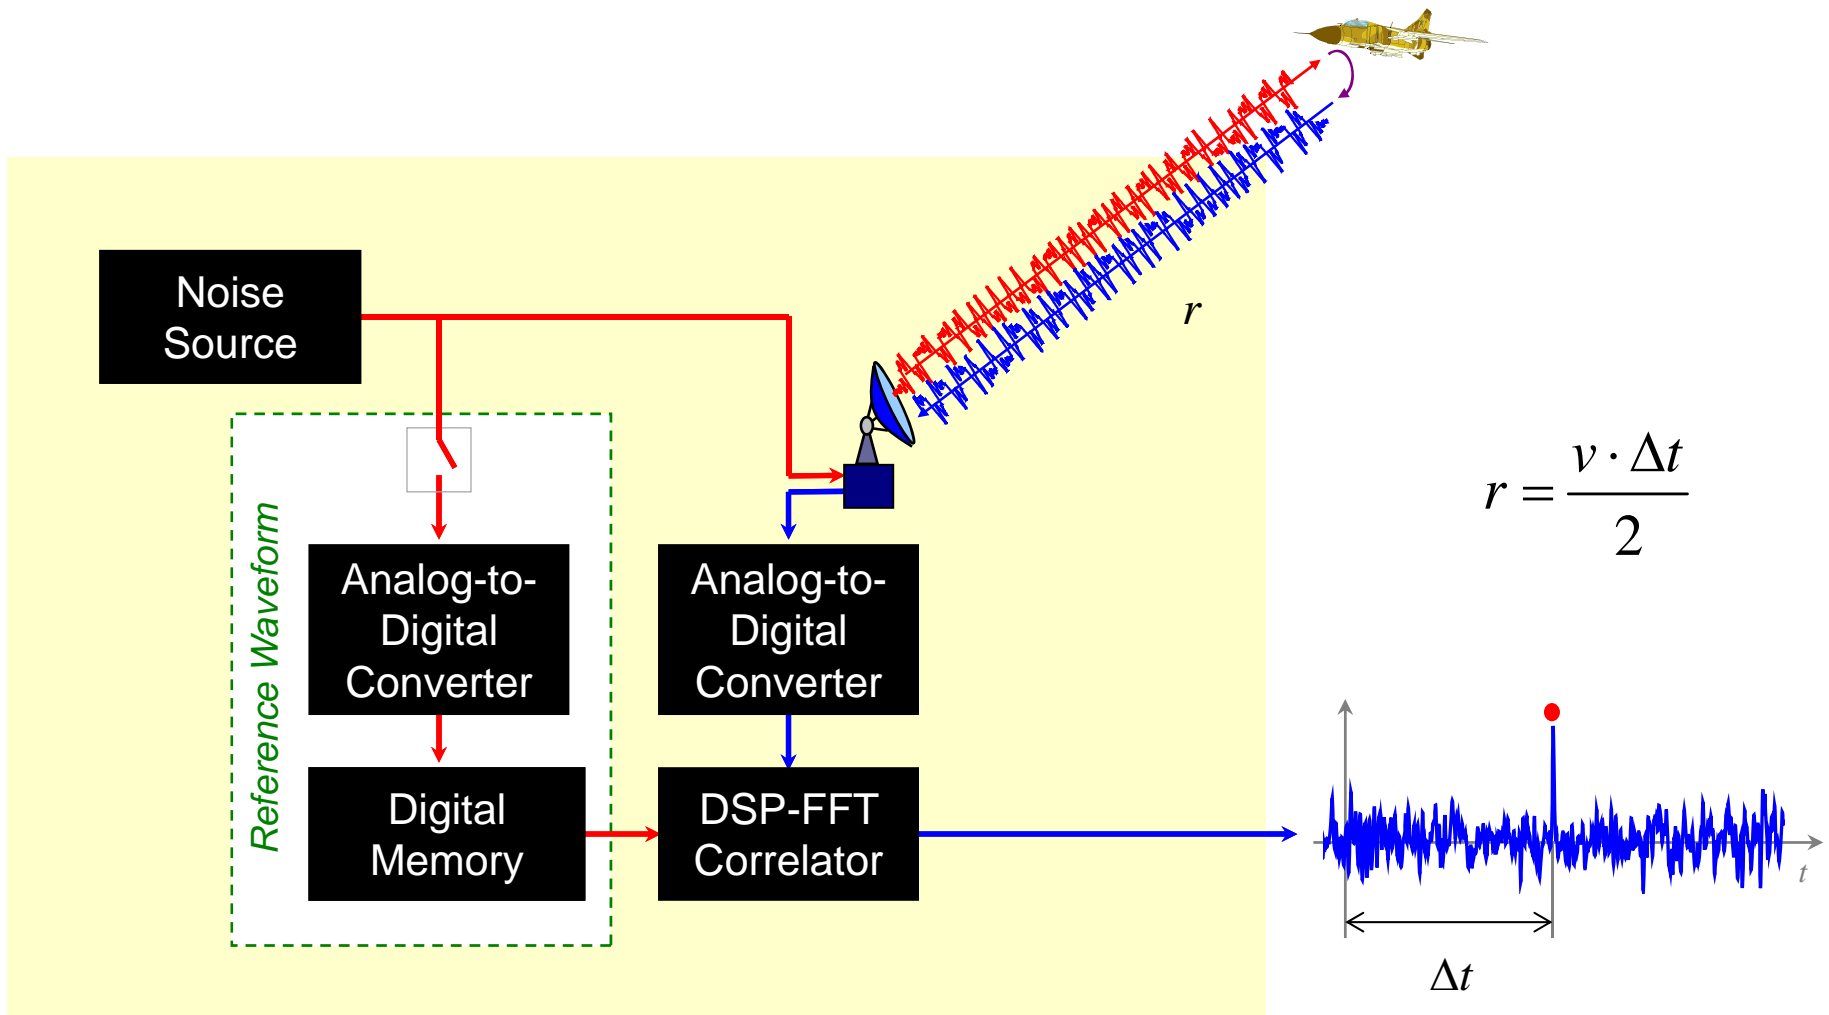 Noise
Source
r
Reference Waveform
Analog-to-
Digital
Converter
Analog-to-
Digital
Converter
r = v · Δt / 2
Digital
Memory
DSP-FFT
Correlator
t
Δt